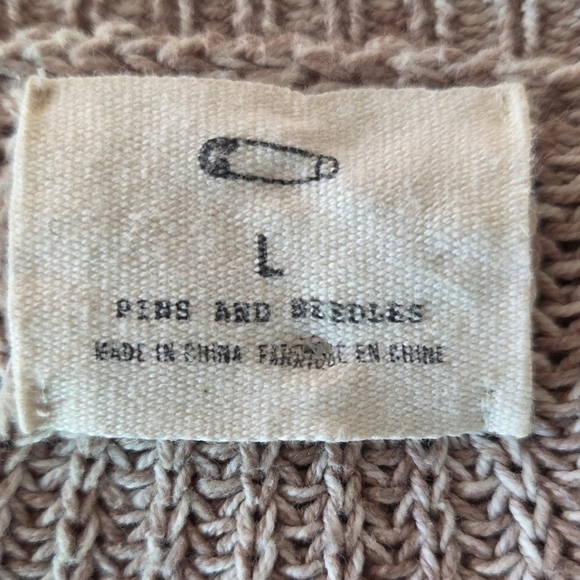 L
PINS AND NEEDLES
MADE IN CHINA FABRIQUE EN CHINE